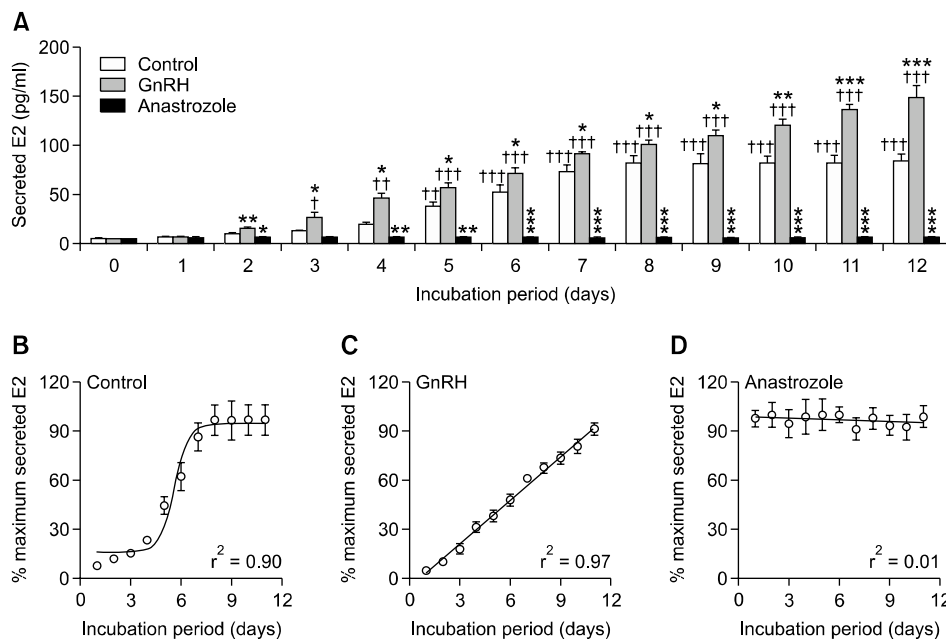 A
200
150
100
50
0
Secreted E2 (pg/ml)
Control
GnRH
Anastrozole
** * * † * †† ** * †† ††† ** * ††† ††† *** * ††† ††† *** * ††† ††† *** * ††† ††† *** ** ††† ††† *** *** ††† ††† *** *** ††† ††† ***
0 1 2 3 4 5 6 7 8 9 10 11 12
Incubation period (days)
B
Control
% maximum secreted E2
120
90
60
30
0
r² = 0.90
0 3 6 9 12
Incubation period (days)
C
GnRH
% maximum secreted E2
120
90
60
30
0
r² = 0.97
0 3 6 9 12
Incubation period (days)
D
Anastrozole
% maximum secreted E2
120
90
60
30
0
r² = 0.01
0 3 6 9 12
Incubation period (days)